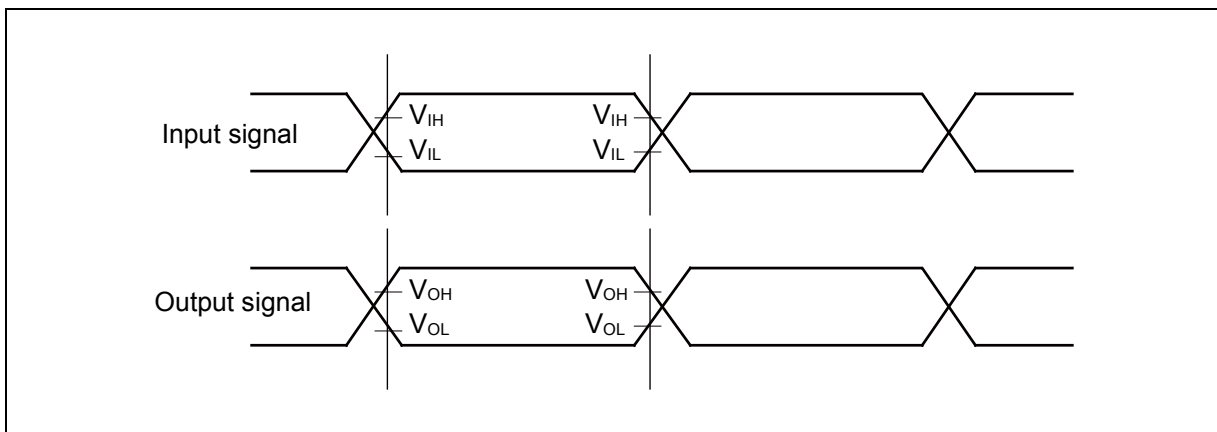 VIH VIH
Input signal
VIL VIL
VOH VOH
Output signal
VOL VOL